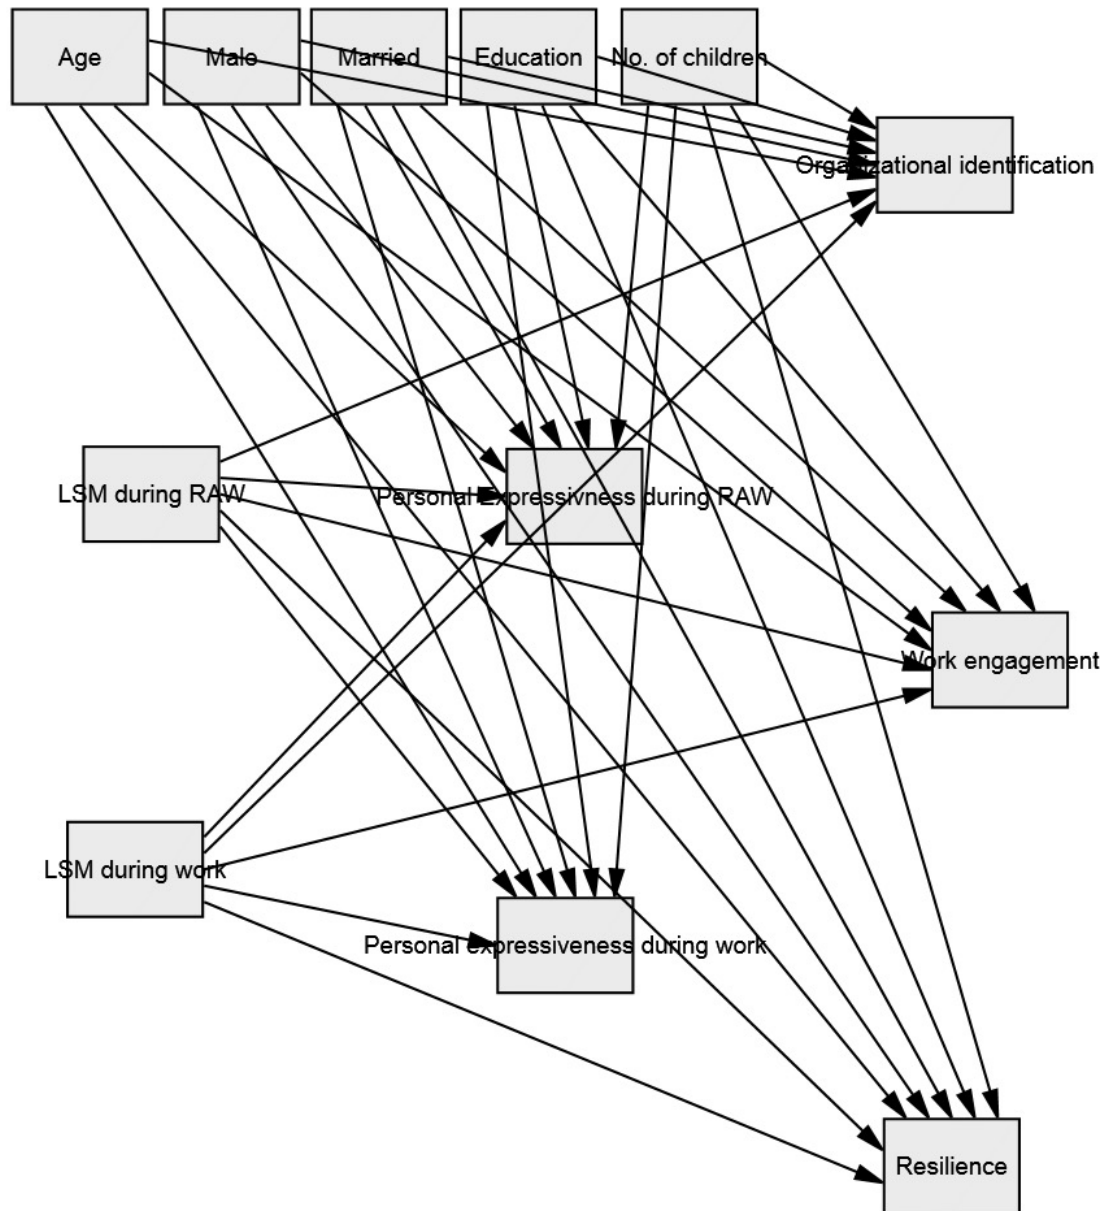 Age
Male
Married
Education
No. of children
Organizational identification
LSM during RAW
Personal Expressivness during RAW
Work engagement
LSM during work
Personal expressiveness during work
Resilience